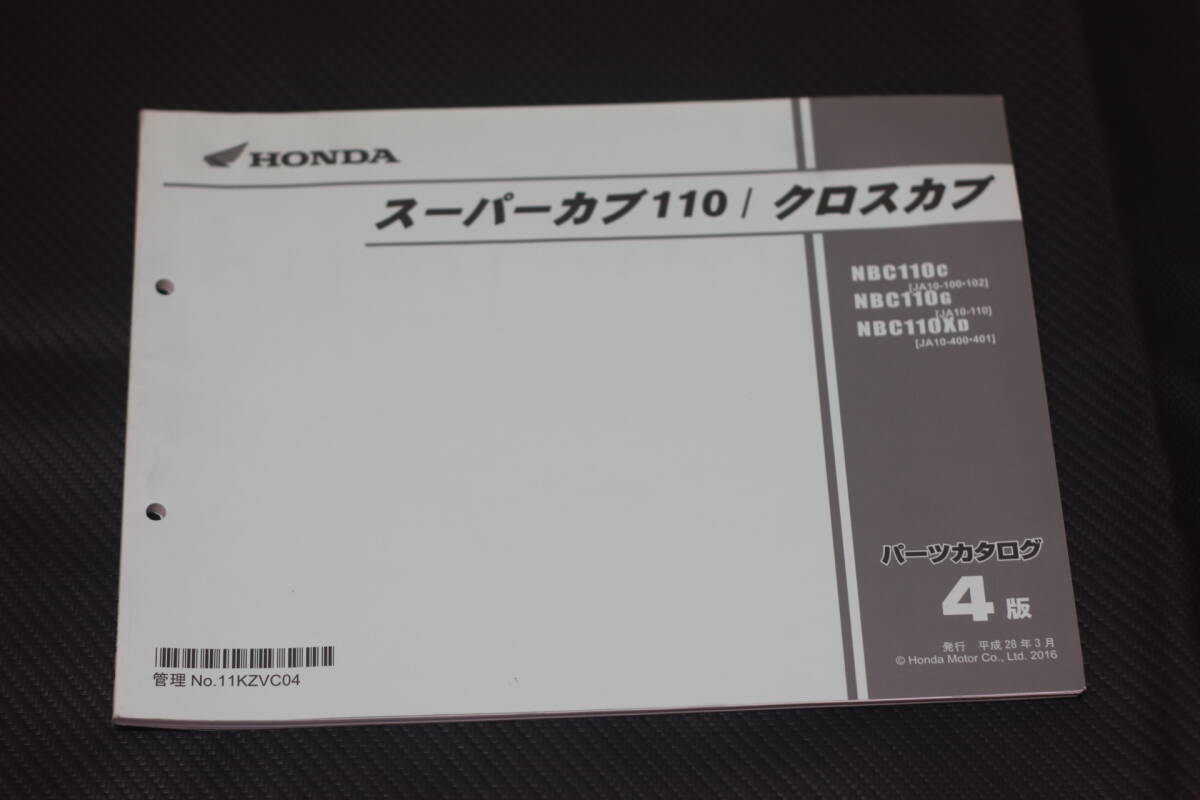 HONDA
スーパーカブ110 / クロスカブ
NBC110C
[JA10-100・102]
NBC110G
[JA10-110]
NBC110XD
[JA10-400・401]
パーツカタログ
4 版
発行 平成28年3月
© Honda Motor Co., Ltd. 2016
管理 No.11KZVC04